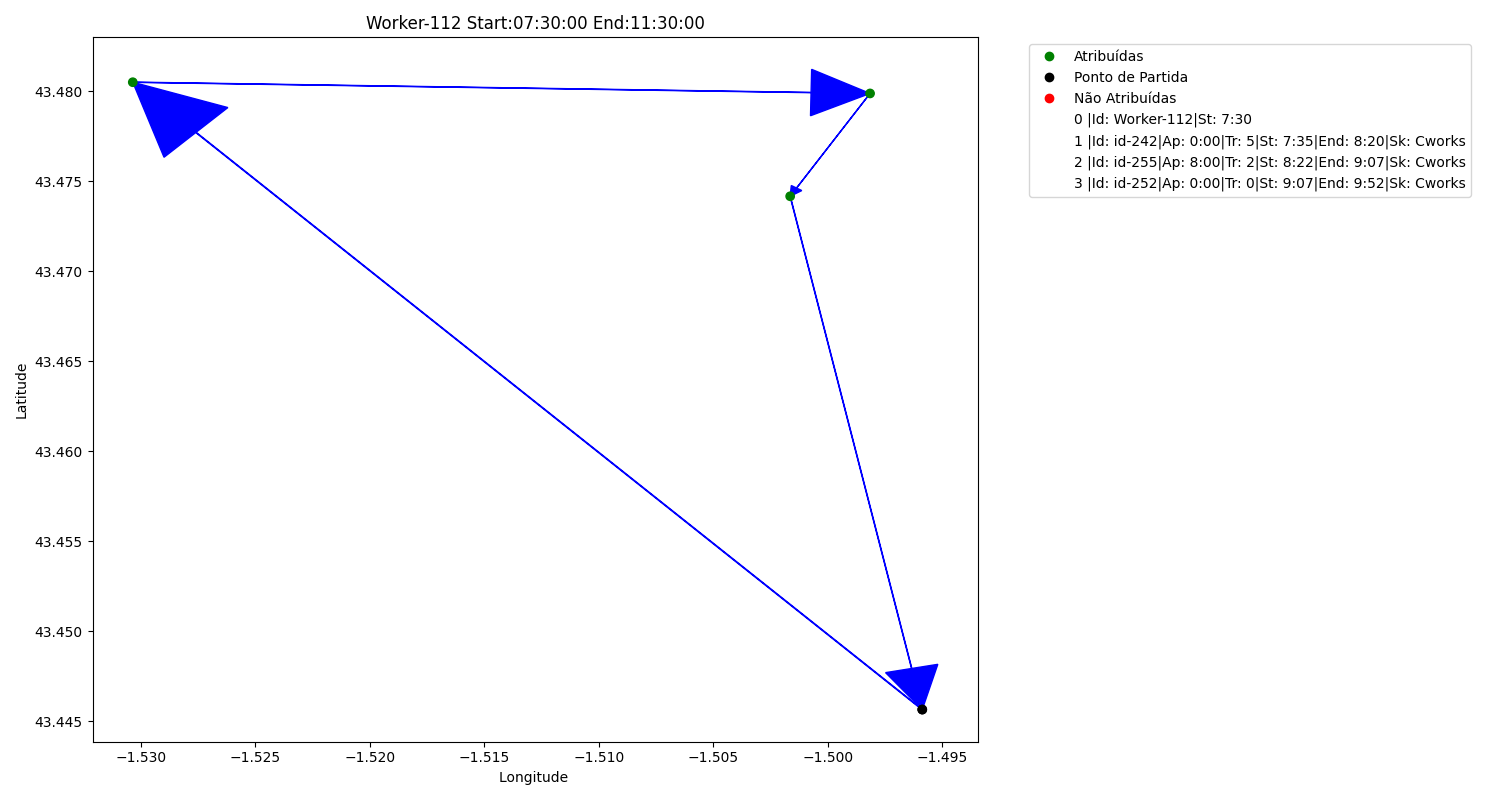 Worker-112 Start:07:30:00 End:11:30:00
Atribuídas
Ponto de Partida
Não Atribuídas
0 |Id: Worker-112|St: 7:30
1 |Id: id-242|Ap: 0:00|Tr: 5|St: 7:35|End: 8:20|Sk: Cworks
2 |Id: id-255|Ap: 8:00|Tr: 2|St: 8:22|End: 9:07|Sk: Cworks
3 |Id: id-252|Ap: 0:00|Tr: 0|St: 9:07|End: 9:52|Sk: Cworks
Latitude
43.480
43.475
43.470
43.465
43.460
43.455
43.450
43.445
−1.530 −1.525 −1.520 −1.515 −1.510 −1.505 −1.500 −1.495
Longitude